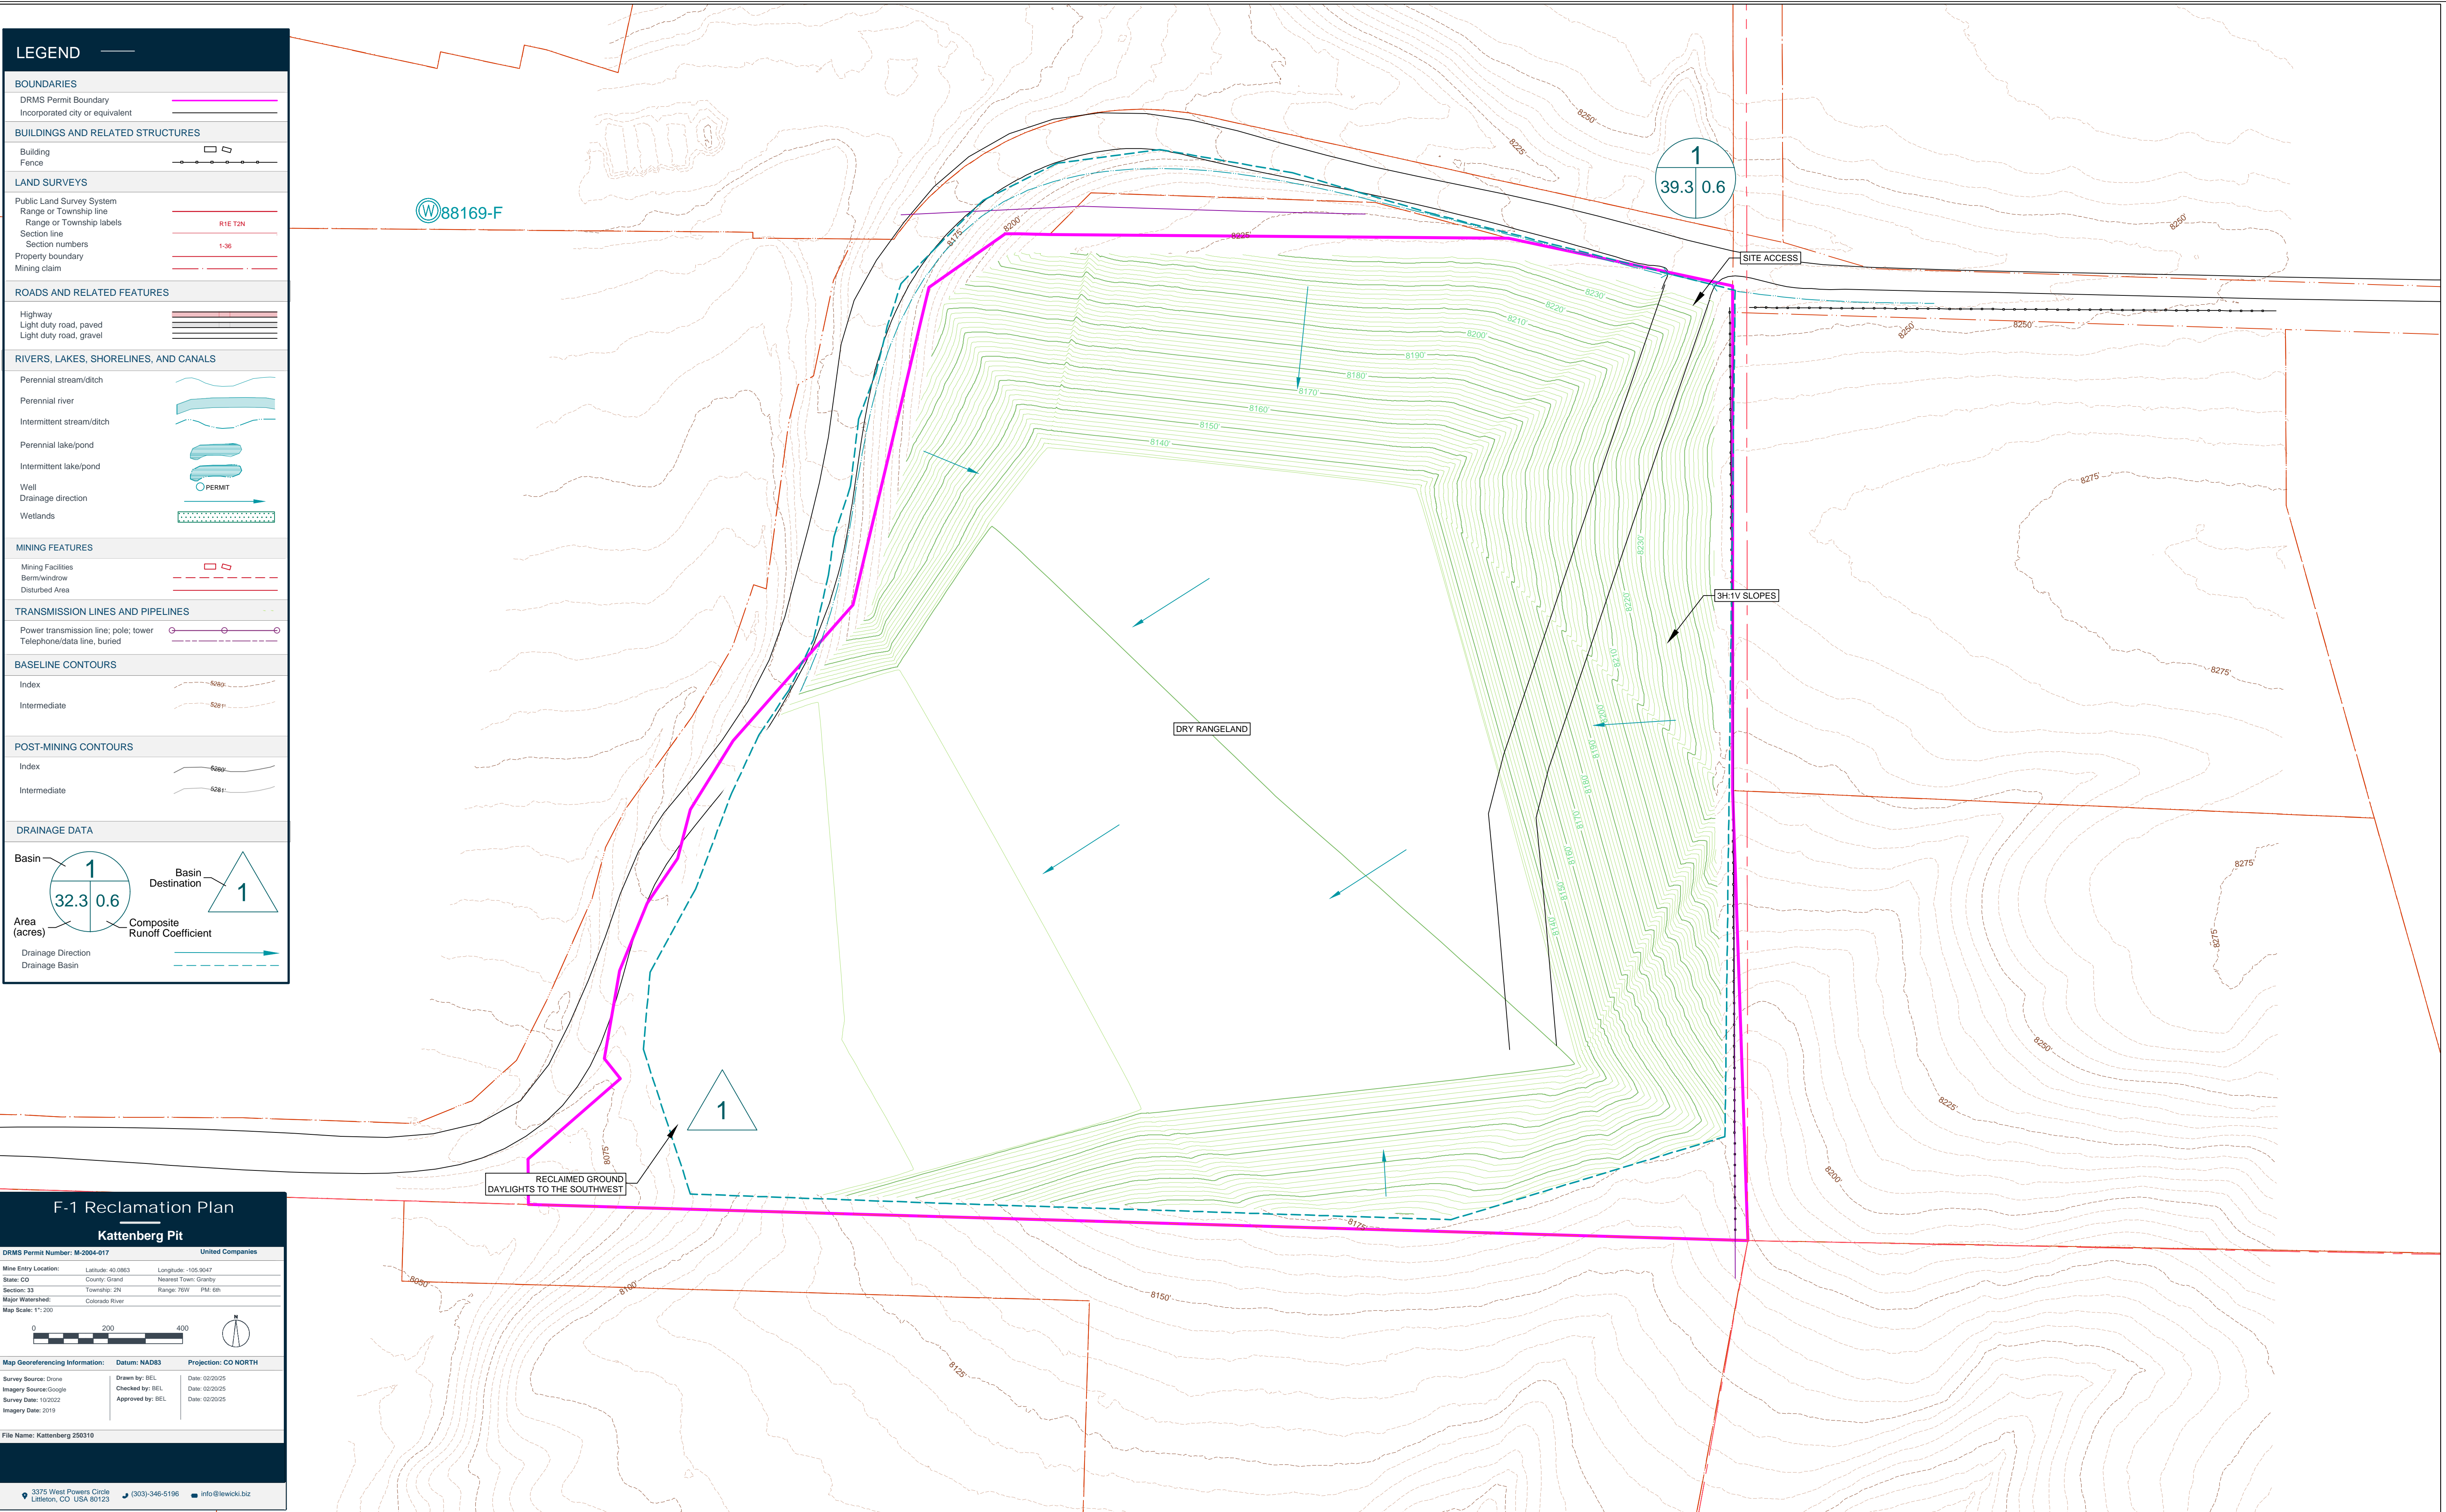 LEGEND
BOUNDARIES
DRMS Permit Boundary
Incorporated city or equivalent
BUILDINGS AND RELATED STRUCTURES
Building
Fence
LAND SURVEYS
Public Land Survey System
Range or Township line
Range or Township labels R1E T2N
Section line
Section numbers 1-36
Property boundary
Mining claim
ROADS AND RELATED FEATURES
Highway
Light duty road, paved
Light duty road, gravel
RIVERS, LAKES, SHORELINES, AND CANALS
Perennial stream/ditch
Perennial river
Intermittent stream/ditch
Perennial lake/pond
Intermittent lake/pond
Well PERMIT
Drainage direction
Wetlands
MINING FEATURES
Mining Facilities
Berm/windrow
Disturbed Area
TRANSMISSION LINES AND PIPELINES
Power transmission line; pole; tower
Telephone/data line, buried
BASELINE CONTOURS
Index 5280'
Intermediate 5281'
POST-MINING CONTOURS
Index 5280'
Intermediate 5281'
DRAINAGE DATA
Basin
1
32.3 0.6
Area
(acres)
Composite
Runoff Coefficient
Basin
Destination
1
Drainage Direction
Drainage Basin
F-1 Reclamation Plan
Kattenberg Pit
DRMS Permit Number: M-2004-017 United Companies
Mine Entry Location: Latitude: 40.0863 Longitude: -105.9047
State: CO County: Grand Nearest Town: Granby
Section: 33 Township: 2N Range: 76W PM: 6th
Major Watershed: Colorado River
Map Scale: 1": 200
0 200 400
N
Map Georeferencing Information: Datum: NAD83 Projection: CO NORTH
Survey Source: Drone Drawn by: BEL Date: 02/20/25
Imagery Source:Google Checked by: BEL Date: 02/20/25
Survey Date: 10/2022 Approved by: BEL Date: 02/20/25
Imagery Date: 2019
File Name: Kattenberg 250310
3375 West Powers Circle
Littleton, CO USA 80123
(303)-346-5196
info@lewicki.biz
W 88169-F
8175'
8200'
8225'
8225'
8250'
1
39.3 0.6
SITE ACCESS
8250'
8250'
8250'
8230'
8220'
8210'
8200'
8190'
8180'
8170'
8160'
8150'
8140'
8275'
8275'
8275'
8275'
8230'
8220'
8210'
8200'
8190'
8180'
8170'
8160'
8150'
8140'
3H:1V SLOPES
DRY RANGELAND
1
8075'
RECLAIMED GROUND
DAYLIGHTS TO THE SOUTHWEST
8050'
8100'
8125'
8150'
8175'
8200'
8225'
8250'